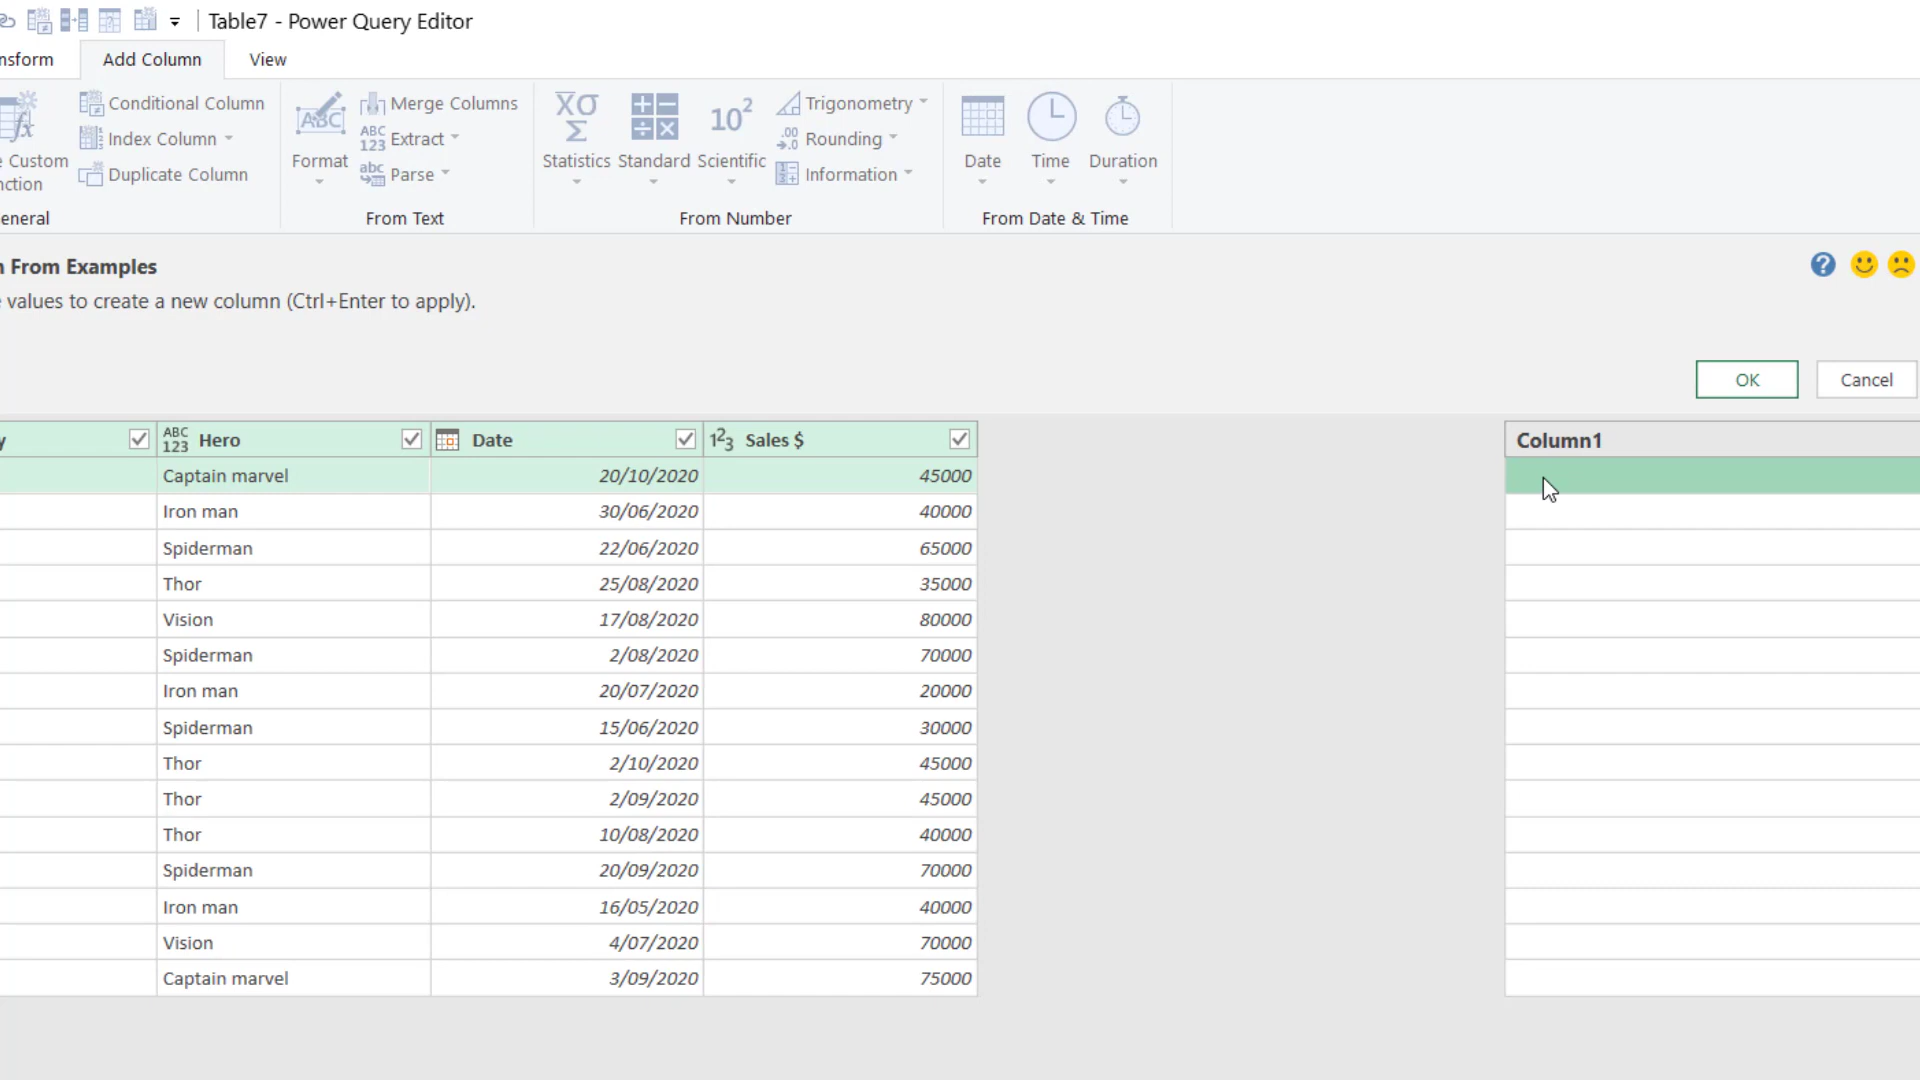 Table7 - Power Query Editor
nsform Add Column View
Conditional Column Merge Columns Trigonometry
Index Column Extract Rounding
Custom Format Statistics Standard Scientific Date Time Duration
nction Duplicate Column Parse Information
eneral From Text From Number From Date & Time
n From Examples
e values to create a new column (Ctrl+Enter to apply).
OK Cancel
y ABC 123 Hero Date 123 Sales $ Column1
Captain marvel 20/10/2020 45000
Iron man 30/06/2020 40000
Spiderman 22/06/2020 65000
Thor 25/08/2020 35000
Vision 17/08/2020 80000
Spiderman 2/08/2020 70000
Iron man 20/07/2020 20000
Spiderman 15/06/2020 30000
Thor 2/10/2020 45000
Thor 2/09/2020 45000
Thor 10/08/2020 40000
Spiderman 20/09/2020 70000
Iron man 16/05/2020 40000
Vision 4/07/2020 70000
Captain marvel 3/09/2020 75000